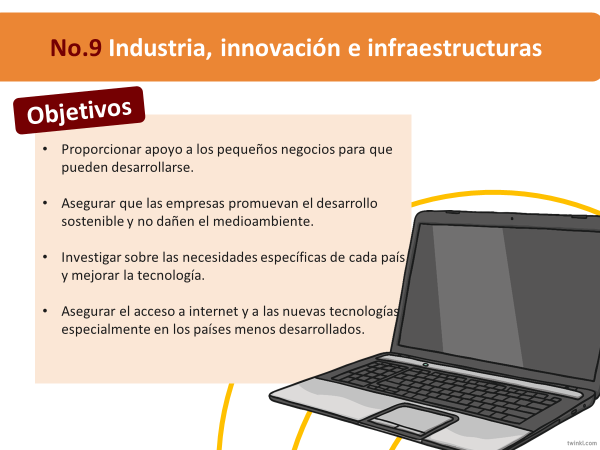 No.9 Industria, innovación e infraestructuras
Objetivos
• Proporcionar apoyo a los pequeños negocios para que
pueden desarrollarse.
• Asegurar que las empresas promuevan el desarrollo
sostenible y no dañen el medioambiente.
• Investigar sobre las necesidades específicas de cada país
y mejorar la tecnología.
• Asegurar el acceso a internet y a las nuevas tecnologías
especialmente en los países menos desarrollados.
twinkl.com